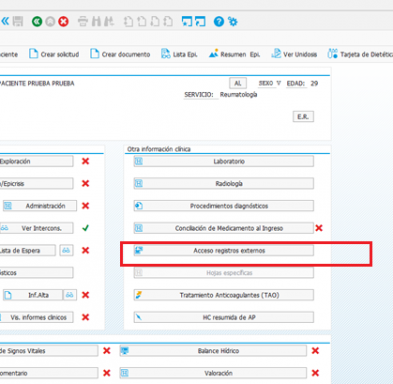 ciente Crear solicitud Crear documento Lista Epi. Resumen Epi. Ver Unidosis Tarjeta de Dietétic
PACIENTE PRUEBA PRUEBA AL SEXO V EDAD: 29
SERVICIO: Reumatología
E.R.
Otra información clínica
Exploración Laboratorio
/Epicrisis Radiología
Administración Procedimientos diagnósticos
Ver Intercons. Conciliación de Medicamento al Ingreso
Lista de Espera Acceso registros externos
ósticos Hojas específicas
Inf.Alta Tratamiento Anticoagulantes (TAO)
Vis. informes clínicos HC resumida de AP
de Signos Vitales Balance Hídrico
omentario Valoración